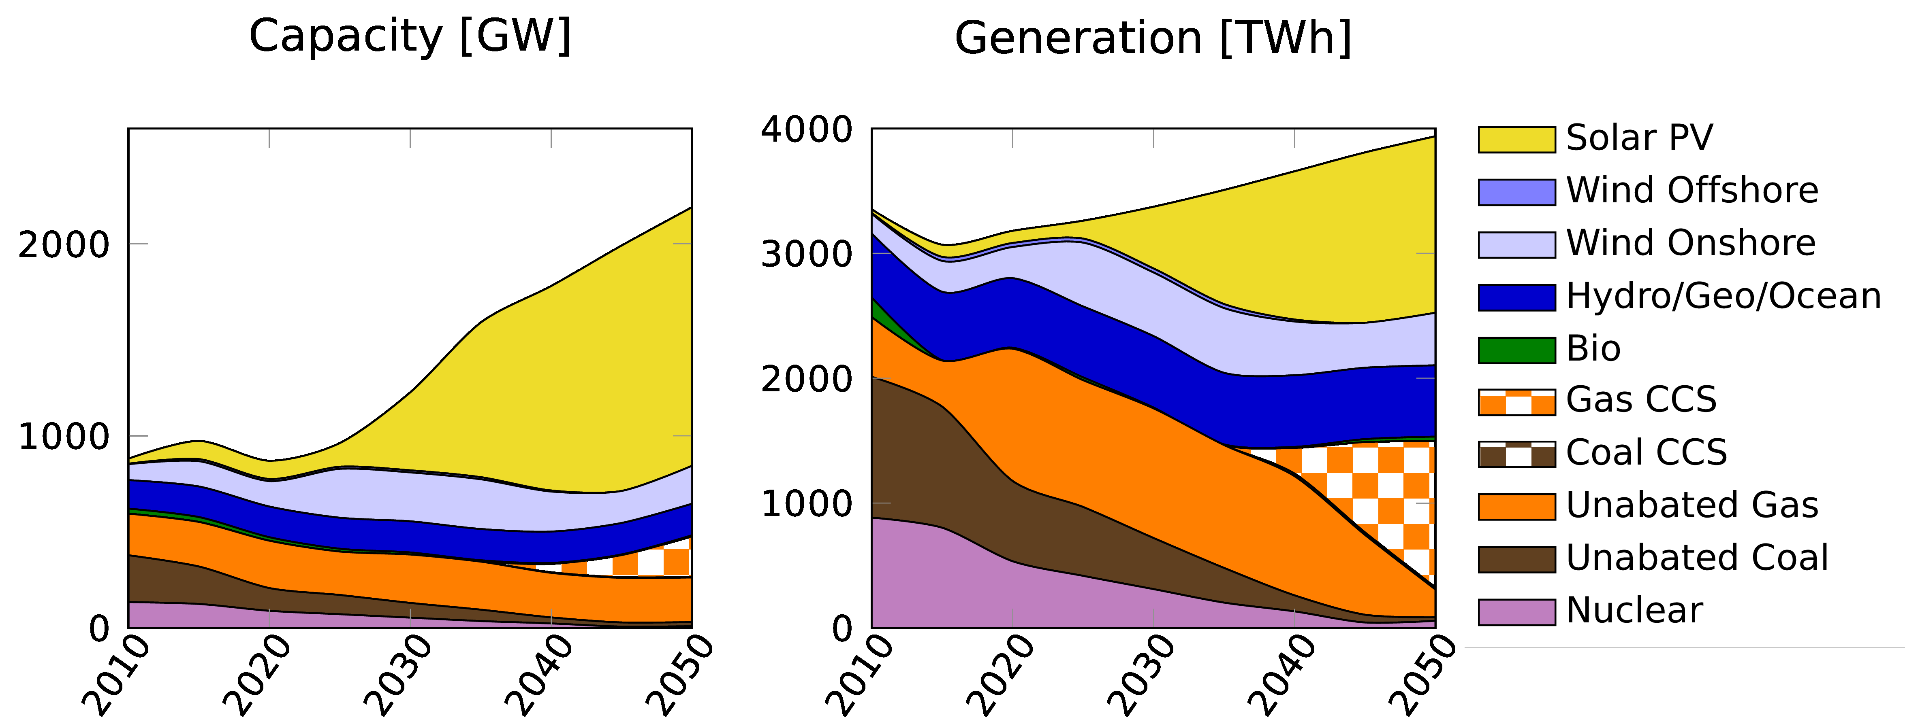 Capacity [GW]
0
1000
2000
2010
2020
2030
2040
2050
Generation [TWh]
0
1000
2000
3000
4000
2010
2020
2030
2040
2050
Solar PV
Wind Offshore
Wind Onshore
Hydro/Geo/Ocean
Bio
Gas CCS
Coal CCS
Unabated Gas
Unabated Coal
Nuclear